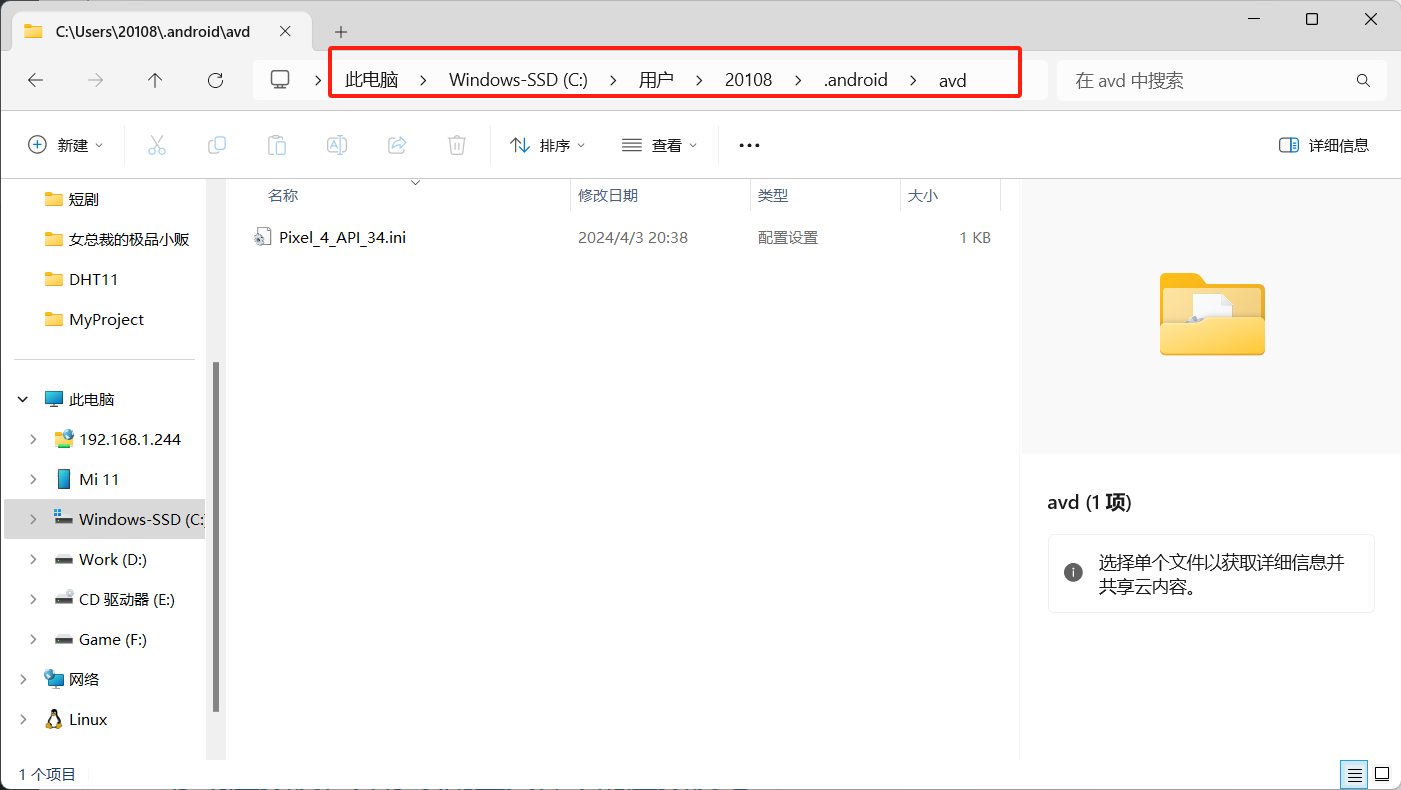 C:\Users\20108\.android\avd
此电脑 > Windows-SSD (C:) > 用户 > 20108 > .android > avd
在 avd 中搜索
新建
排序
查看
详细信息
短剧
女总裁的极品小贩
DHT11
MyProject
此电脑
192.168.1.244
Mi 11
Windows-SSD (C:)
Work (D:)
CD 驱动器 (E:)
Game (F:)
网络
Linux
名称 修改日期 类型 大小
Pixel_4_API_34.ini 2024/4/3 20:38 配置设置 1 KB
avd (1 项)
选择单个文件以获取详细信息并
共享云内容。
1 个项目